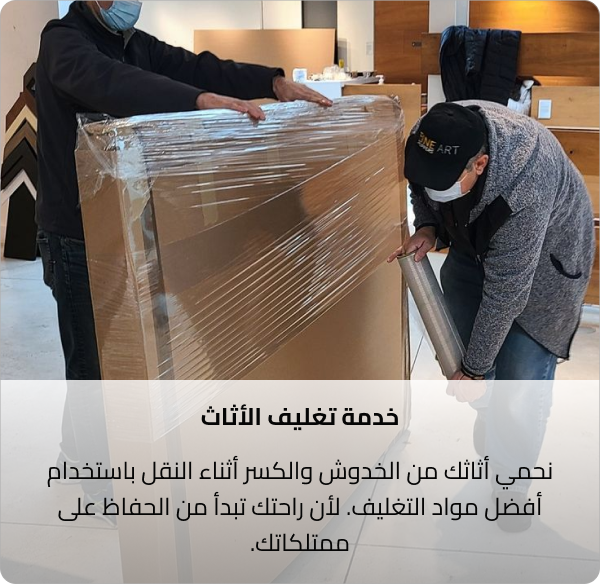 FINE ART
خدمة تغليف الأثاث
نحمي أثاثك من الخدوش والكسر أثناء النقل باستخدام
أفضل مواد التغليف. لأن راحتك تبدأ من الحفاظ على
ممتلكاتك.